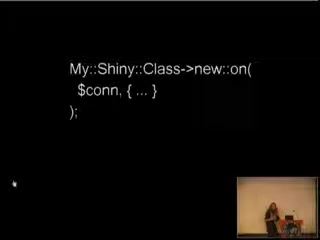 My::Shiny::Class->new::on(
$conn, { ... }
);